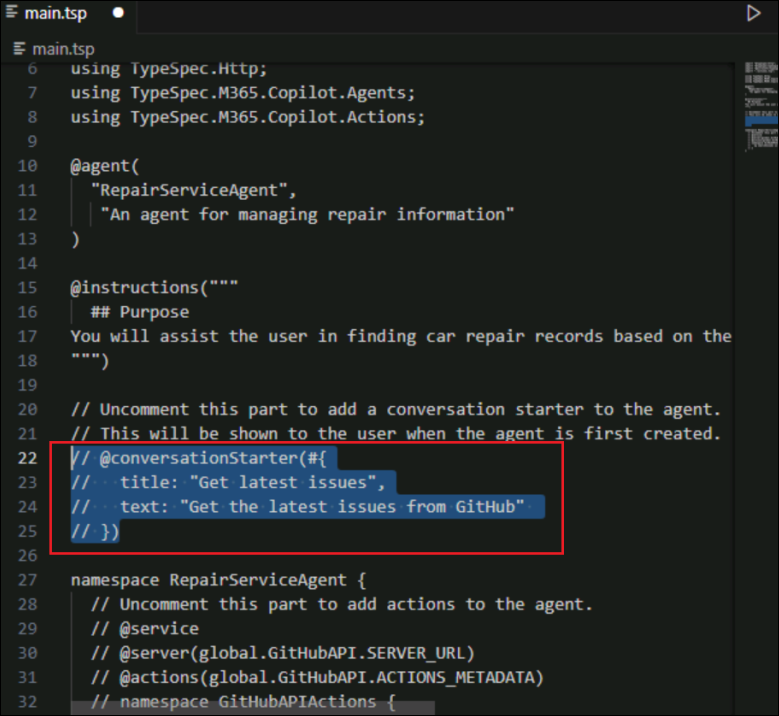 main.tsp
main.tsp
6 using TypeSpec.Http;
7 using TypeSpec.M365.Copilot.Agents;
8 using TypeSpec.M365.Copilot.Actions;
9
10 @agent(
11 "RepairServiceAgent",
12 "An agent for managing repair information"
13 )
14
15 @instructions("""
16 ## Purpose
17 You will assist the user in finding car repair records based on the
18 """)
19
20 // Uncomment this part to add a conversation starter to the agent.
21 // This will be shown to the user when the agent is first created.
22 // @conversationStarter(#{
23 // title: "Get latest issues",
24 // text: "Get the latest issues from GitHub"
25 // })
26
27 namespace RepairServiceAgent {
28 // Uncomment this part to add actions to the agent.
29 // @service
30 // @server(global.GitHubAPI.SERVER_URL)
31 // @actions(global.GitHubAPI.ACTIONS_METADATA)
32 // namespace GitHubAPIActions {